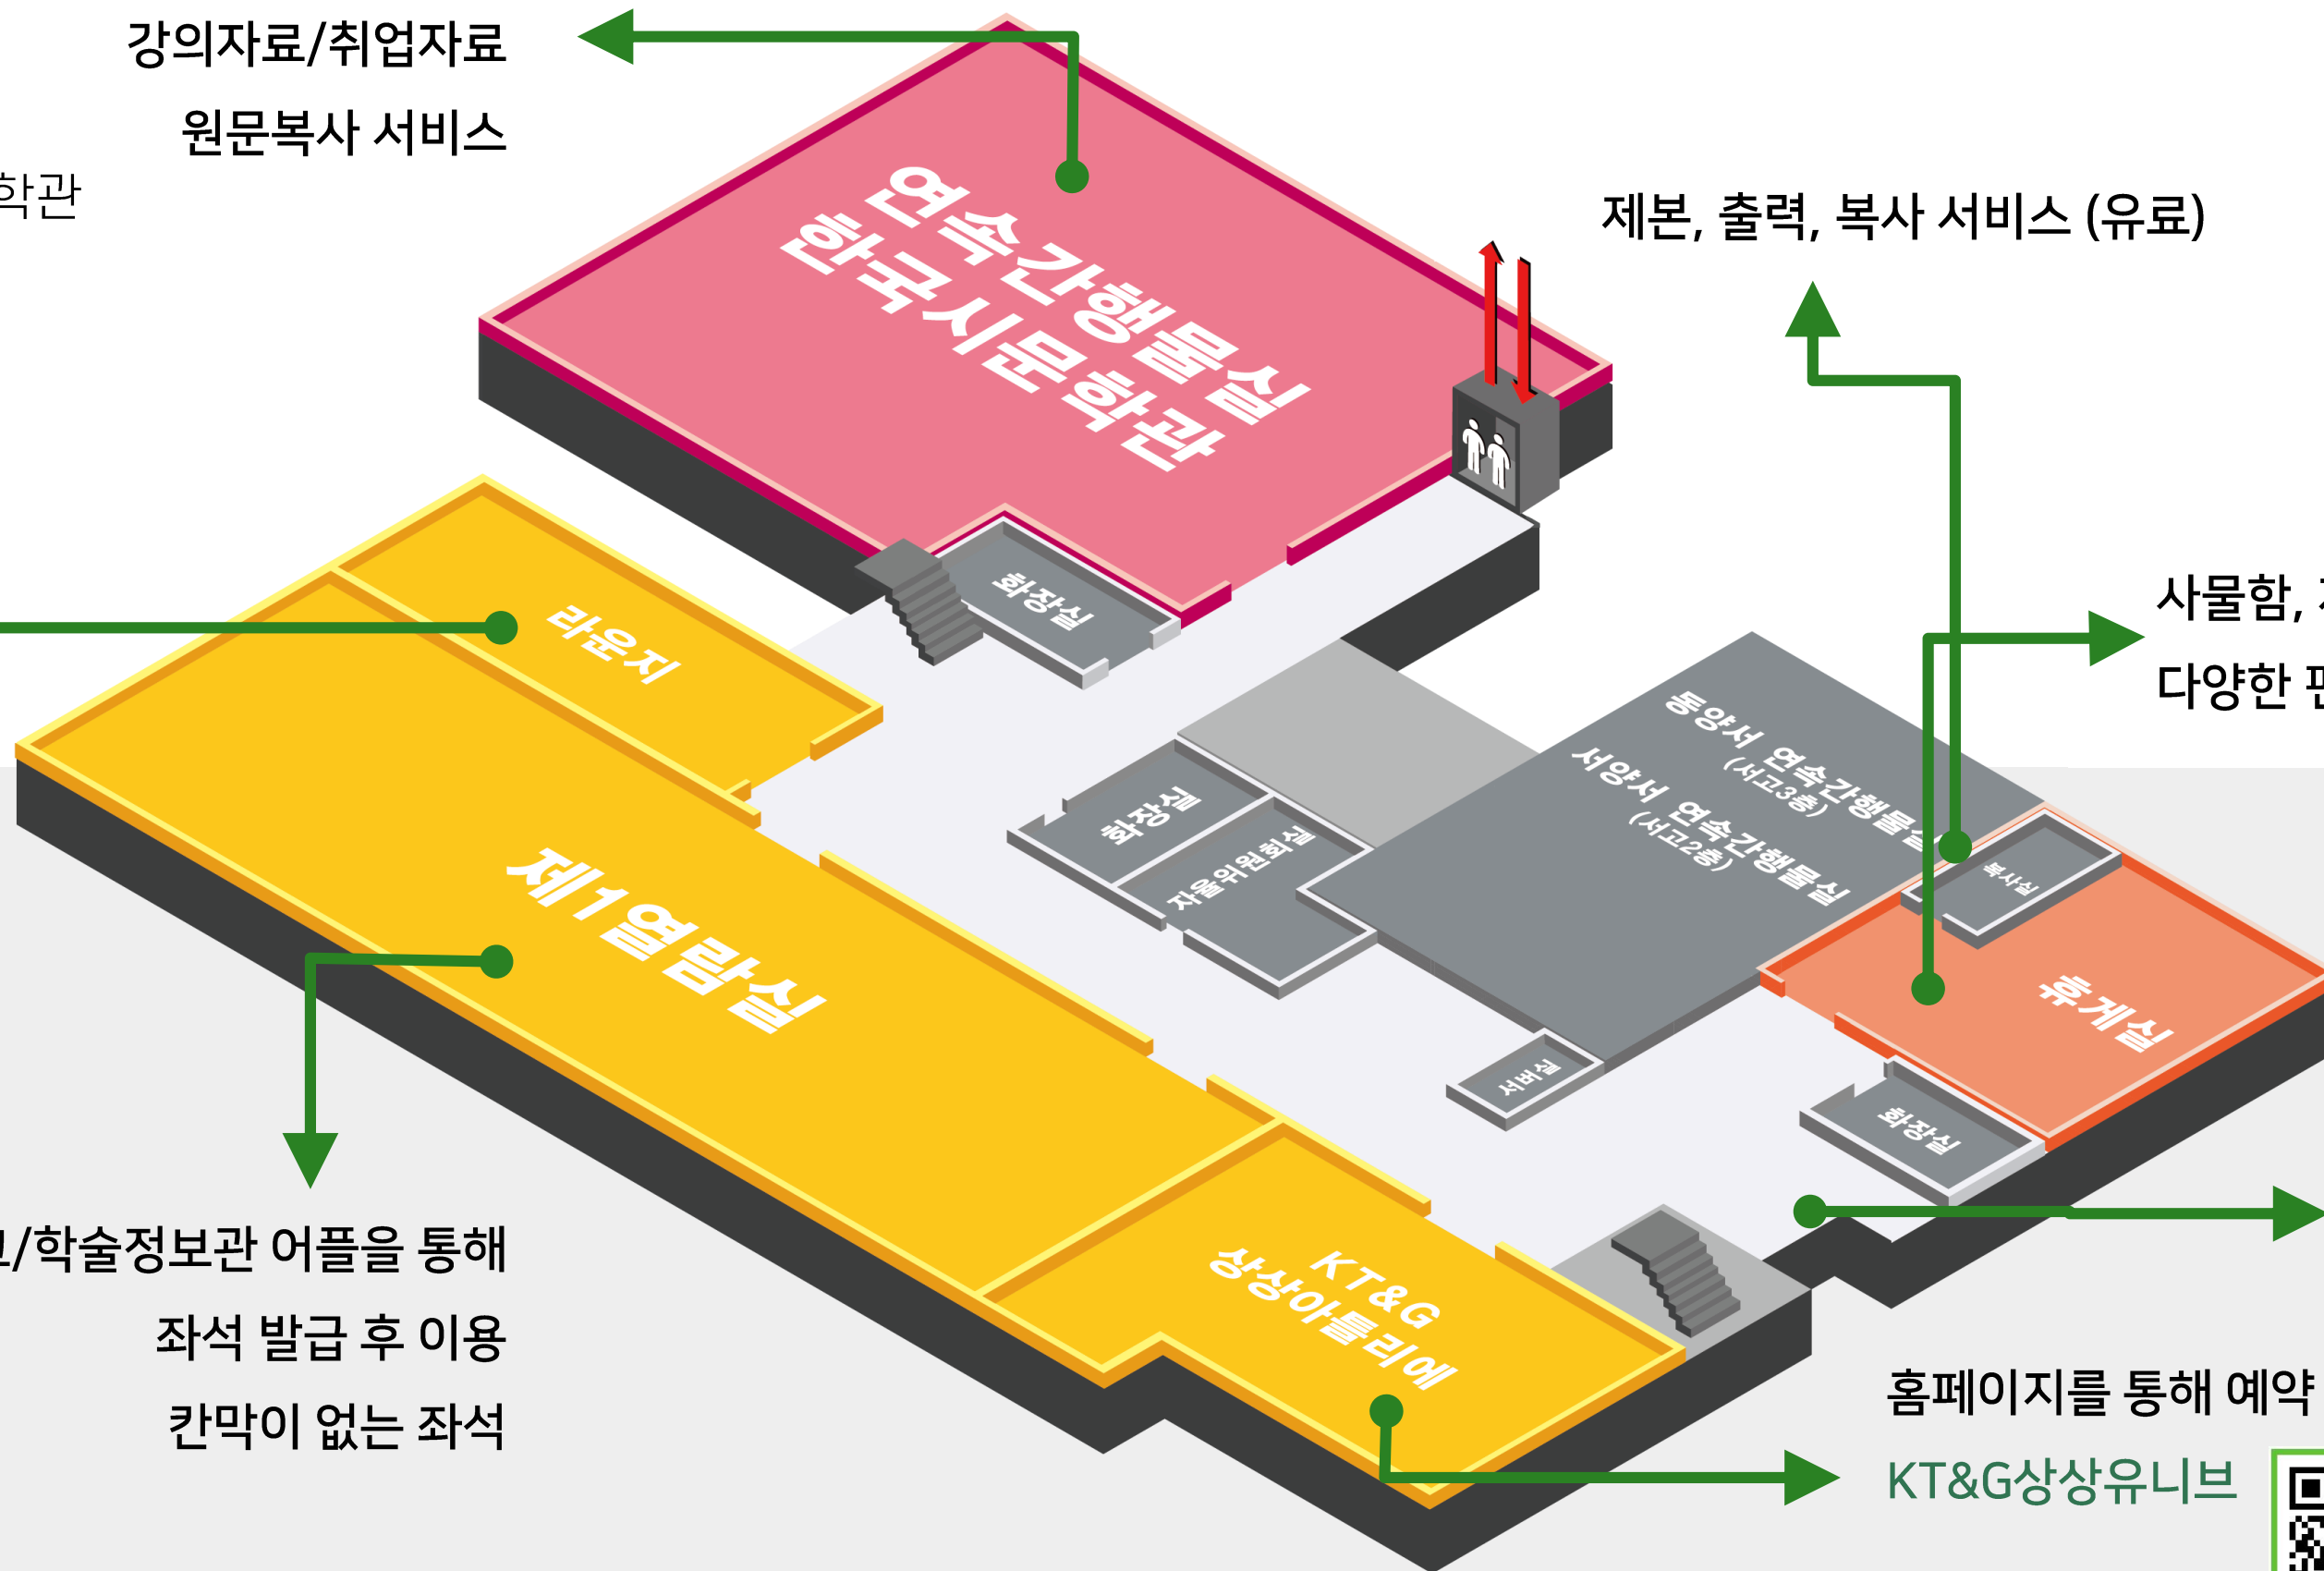 강의자료/취업자료
원문복사 서비스
학관
제본, 출력, 복사 서비스 (유료)
연속간행물실
한국시문학관
화장실
라운지
사물함,
다양한
동양서 연속간행물실
(서고3층)
서양서 연속간행물실
(서고2층)
화장실
자율위원회실
복사실
휴게실
제1열람실
서버실
화장실
/학술정보관 어플을 통해
좌석 발급 후 이용
칸막이 없는 좌석
KT&G
상상아틀리에
홈페이지를 통해 예약
KT&G상상유니브